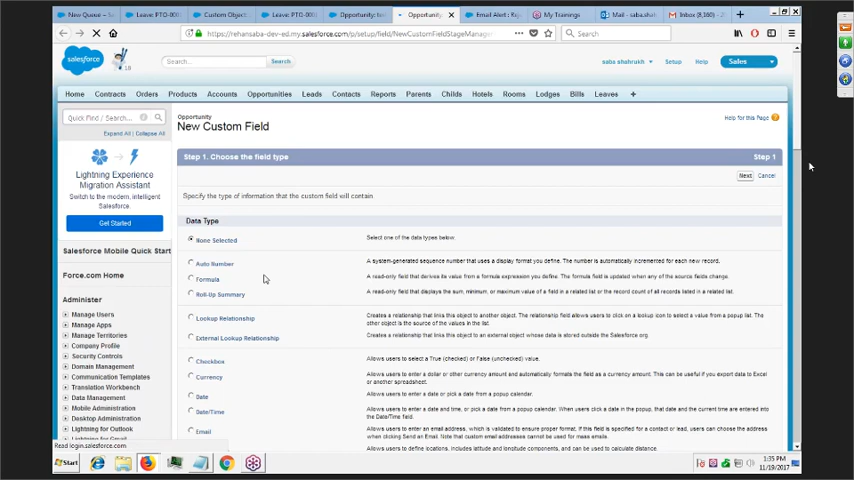 New Queue ~
Leave: PTO-00(
Custom Object:
Leave: PTO-00(
Opportunity: te
Opportunity:
Email Alert: Reje
My Trainings
Mail - saba.shah
Inbox (8,160) -
https://rehansaba-dev-ed.my.salesforce.com/p/setup/field/NewCustomFieldStageManage
Search
salesforce
18
Search...
Search
saba shahrukh
Setup
Help
Sales
Home Contracts Orders Products Accounts Opportunities Leads Contacts Reports Parents Childs Hotels Rooms Lodges Bills Leaves +
Quick Find / Search...
Expand All | Collapse All
Lightning Experience
Migration Assistant
Switch to the modern, intelligent
Salesforce.
Get Started
Salesforce Mobile Quick Start
Force.com Home
Administer
Manage Users
Manage Apps
Manage Territories
Company Profile
Security Controls
Domain Management
Communication Templates
Translation Workbench
Data Management
Mobile Administration
Desktop Administration
Lightning for Outlook
Lightning for Gmail
Opportunity
New Custom Field
Help for this Page
Step 1. Choose the field type
Step 1
Next Cancel
Specify the type of information that the custom field will contain.
Data Type
None Selected
Select one of the data types below.
Auto Number
A system-generated sequence number that uses a display format you define. The number is automatically incremented for each new record.
Formula
A read-only field that derives its value from a formula expression you define. The formula field is updated when any of the source fields change.
Roll-Up Summary
A read-only field that displays the sum, minimum, or maximum value of a field in a related list or the record count of all records listed in a related list.
Lookup Relationship
Creates a relationship that links this object to another object. The relationship field allows users to click on a lookup icon to select a value from a popup list. The
other object is the source of the values in the list.
External Lookup Relationship
Creates a relationship that links this object to an external object whose data is stored outside the Salesforce org.
Checkbox
Allows users to select a True (checked) or False (unchecked) value.
Currency
Allows users to enter a dollar or other currency amount and automatically formats the field as a currency amount. This can be useful if you export data to Excel
or another spreadsheet.
Date
Allows users to enter a date or pick a date from a popup calendar.
Date/Time
Allows users to enter a date and time, or pick a date from a popup calendar. When users click a date in the popup, that date and the current time are entered into
the Date/Time field.
Email
Allows users to enter an email address, which is validated to ensure proper format. If this field is specified for a contact or lead, users can choose the address
when clicking Send an Email. Note that custom email addresses cannot be used for mass emails.
Allows users to define locations. Includes latitude and longitude components, and can be used to calculate distance.
Read login.salesforce.com
Start
1:35 PM
11/19/2017